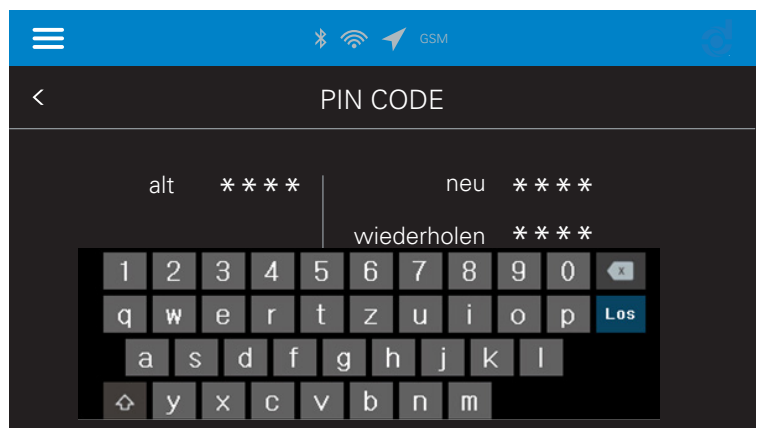 GSM
PIN CODE
alt **** neu ****
wiederholen ****
1 2 3 4 5 6 7 8 9 0 x
q w e r t z u i o p Los
a s d f g h j k l
y x c v b n m